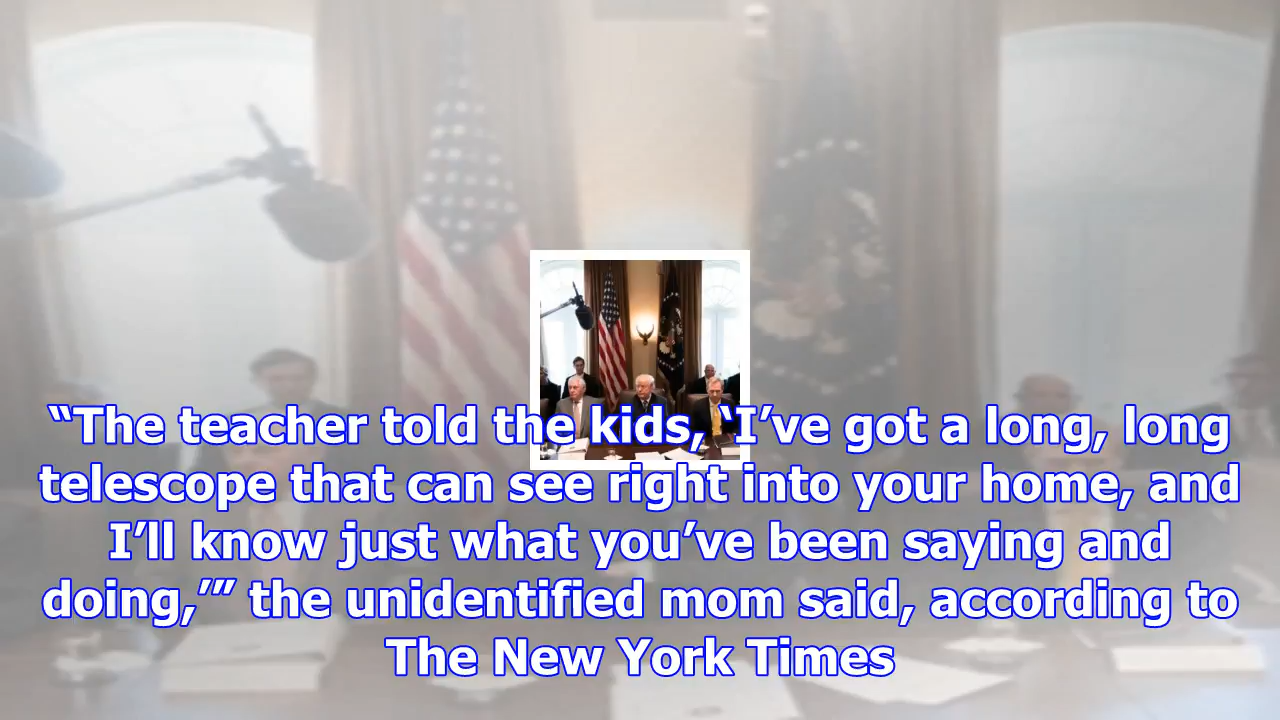 “The teacher told the kids, ‘I’ve got a long, long
telescope that can see right into your home, and
I’ll know just what you’ve been saying and
doing,’” the unidentified mom said, according to
The New York Times